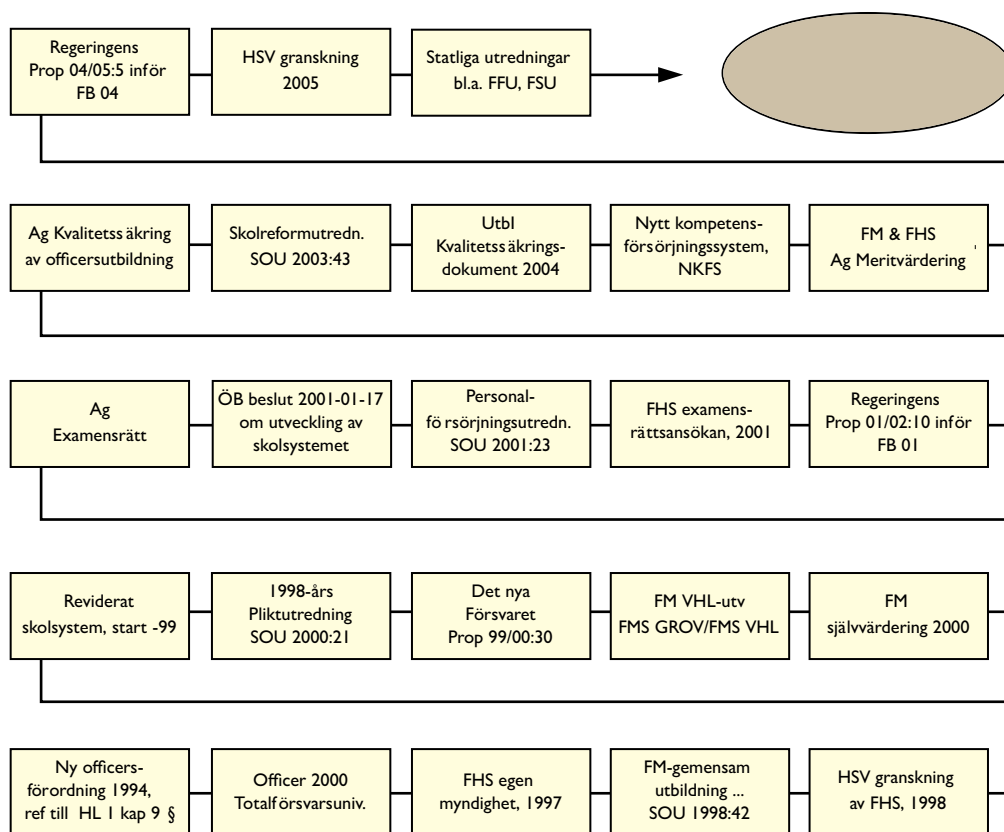 Regeringens
Prop 04/05:5 inför
FB 04
HSV granskning
2005
Statliga utredningar
bl.a. FFU, FSU
Ag Kvalitetssäkring
av officersutbildning
Skolreformutredn.
SOU 2003:43
Utbl
Kvalitetssäkrings-
dokument 2004
Nytt kompetens-
försörjningssystem,
NKFS
FM & FHS
Ag Meritvärdering
Ag
Examensrätt
ÖB beslut 2001-01-17
om utveckling av
skolsystemet
Personal-
försörjningsutredn.
SOU 2001:23
FHS examens-
rättsansökan, 2001
Regeringens
Prop 01/02:10 inför
FB 01
Reviderat
skolsystem, start -99
1998-års
Pliktutredning
SOU 2000:21
Det nya
Försvaret
Prop 99/00:30
FM VHL-utv
FMS GROV/FMS VHL
FM
självvärdering 2000
Ny officers-
förordning 1994,
ref till HL 1 kap 9 §
Officer 2000
Totalförsvarsuniv.
FHS egen
myndighet, 1997
FM-gemensam
utbildning ...
SOU 1998:42
HSV granskning
av FHS, 1998